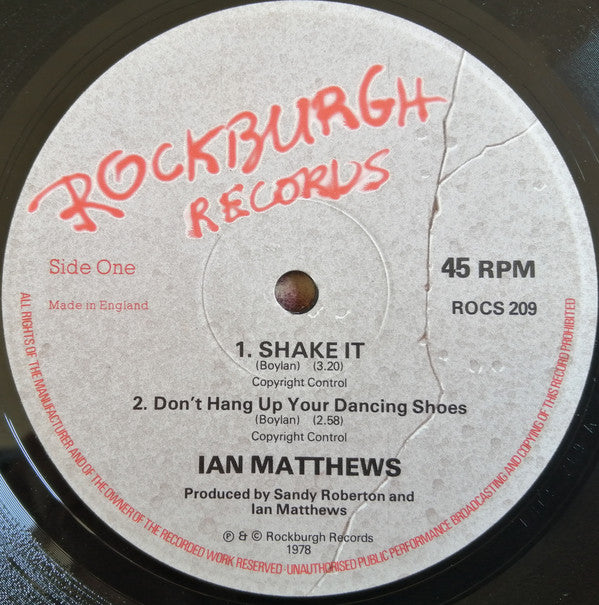 ROCKBURGH
RECORDS
Side One
45 RPM
Made in England
ROCS 209
1. SHAKE IT
(Boylan) (3.20)
Copyright Control
2. Don't Hang Up Your Dancing Shoes
(Boylan) (2.58)
Copyright Control
IAN MATTHEWS
Produced by Sandy Roberton and
Ian Matthews
℗ & © Rockburgh Records
1978
ALL RIGHTS OF THE MANUFACTURER AND OF THE OWNER OF THE RECORDED WORK RESERVED · UNAUTHORISED PUBLIC PERFORMANCE BROADCASTING AND COPYING OF THIS RECORD PROHIBITED